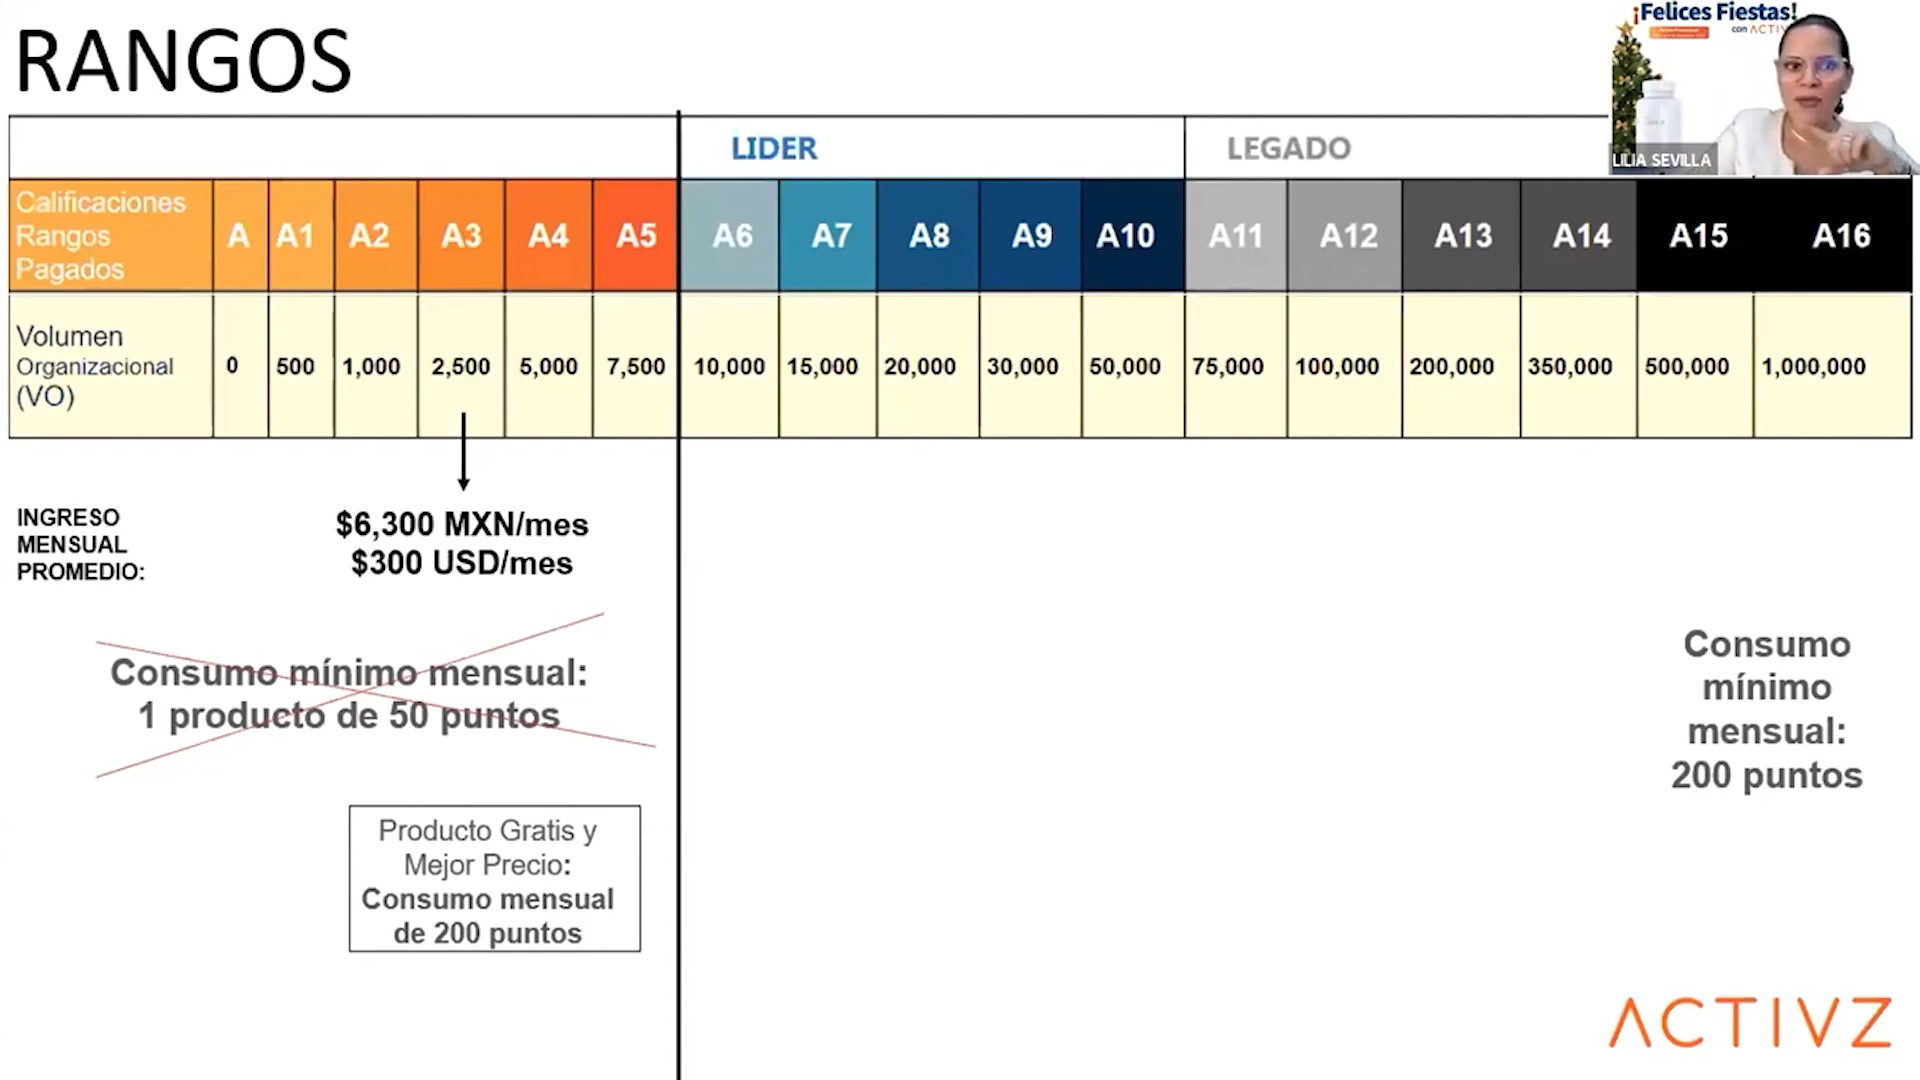 RANGOS
¡Felices Fiestas!
con ACTIV
LILIA SEVILLA
LIDER
LEGADO
Calificaciones
Rangos
Pagados
A A1 A2 A3 A4 A5 A6 A7 A8 A9 A10 A11 A12 A13 A14 A15 A16
Volumen
Organizacional
(VO)
0 500 1,000 2,500 5,000 7,500 10,000 15,000 20,000 30,000 50,000 75,000 100,000 200,000 350,000 500,000 1,000,000
INGRESO
MENSUAL
PROMEDIO:
$6,300 MXN/mes
$300 USD/mes
Consumo mínimo mensual:
1 producto de 50 puntos
Producto Gratis y
Mejor Precio:
Consumo mensual
de 200 puntos
Consumo
mínimo
mensual:
200 puntos
ACTIVZ